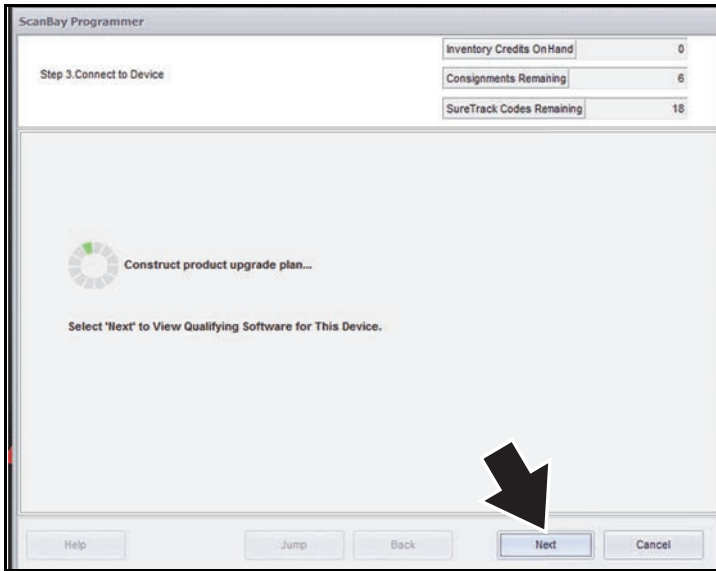 ScanBay Programmer
Step 3.Connect to Device
Inventory Credits On Hand 0
Consignments Remaining 6
SureTrack Codes Remaining 18
Construct product upgrade plan...
Select 'Next' to View Qualifying Software for This Device.
Help Jump Back Next Cancel